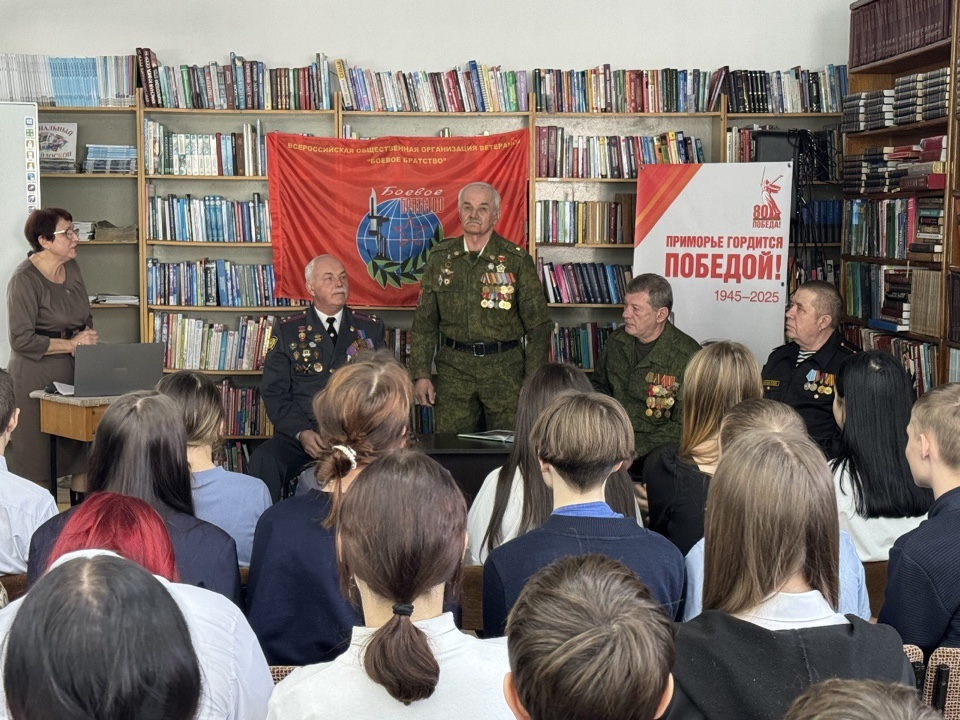 ВСЕРОССИЙСКАЯ ОБЩЕСТВЕННАЯ ОРГАНИЗАЦИЯ ВЕТЕРАНОВ
"БОЕВОЕ БРАТСТВО"
Боевое
80
ПОБЕДА!
ПРИМОРЬЕ ГОРДИТСЯ
ПОБЕДОЙ!
1945–2025